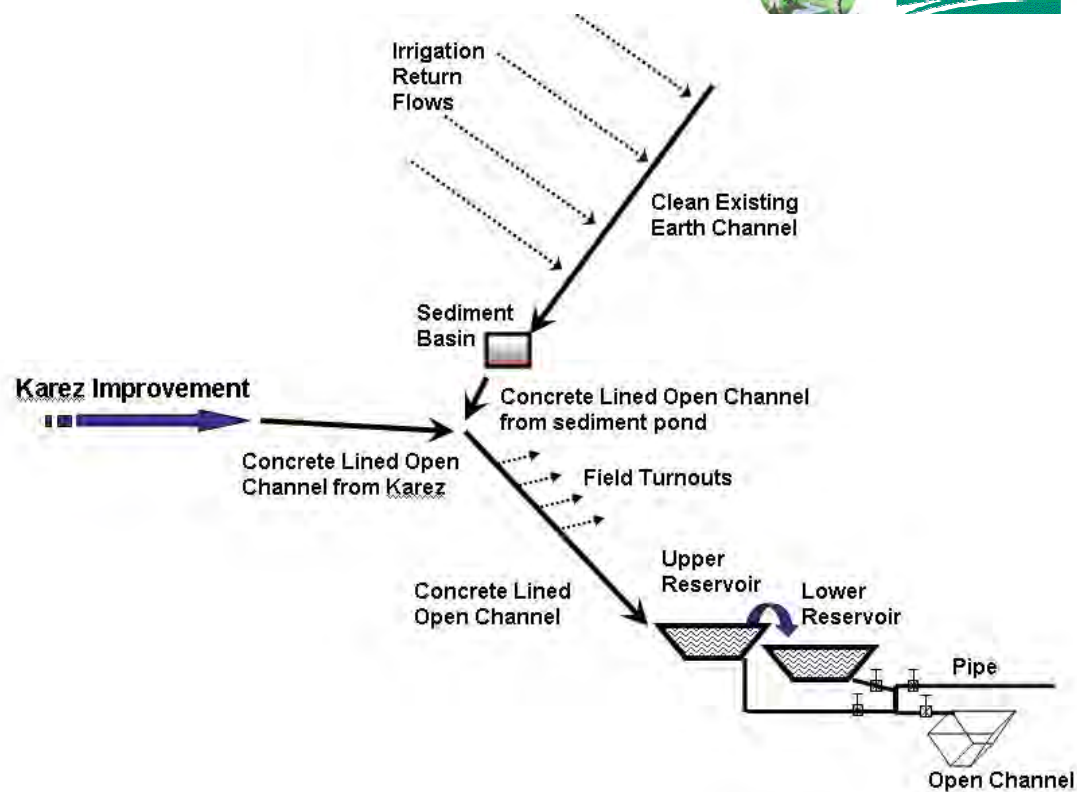 Irrigation
Return
Flows
Clean Existing
Earth Channel
Sediment
Basin
Karez Improvement
Concrete Lined Open Channel
from sediment pond
Concrete Lined Open
Channel from Karez
Field Turnouts
Upper
Reservoir
Concrete Lined
Open Channel
Lower
Reservoir
Pipe
Open Channel